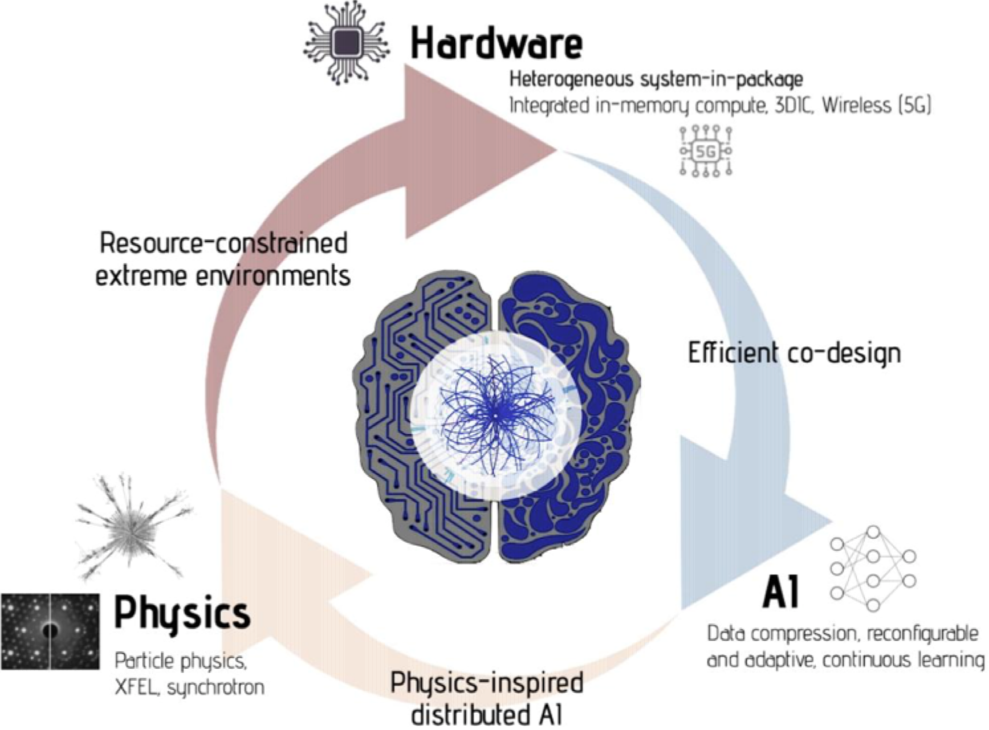 Hardware
Heterogeneous system-in-package
Integrated in-memory compute, 3DIC, Wireless (5G)
5G
Resource-constrained
extreme environments
Efficient co-design
AI
Data compression, reconfigurable
and adaptive, continuous learning
Physics
Particle physics,
XFEL, synchrotron
Physics-inspired
distributed AI